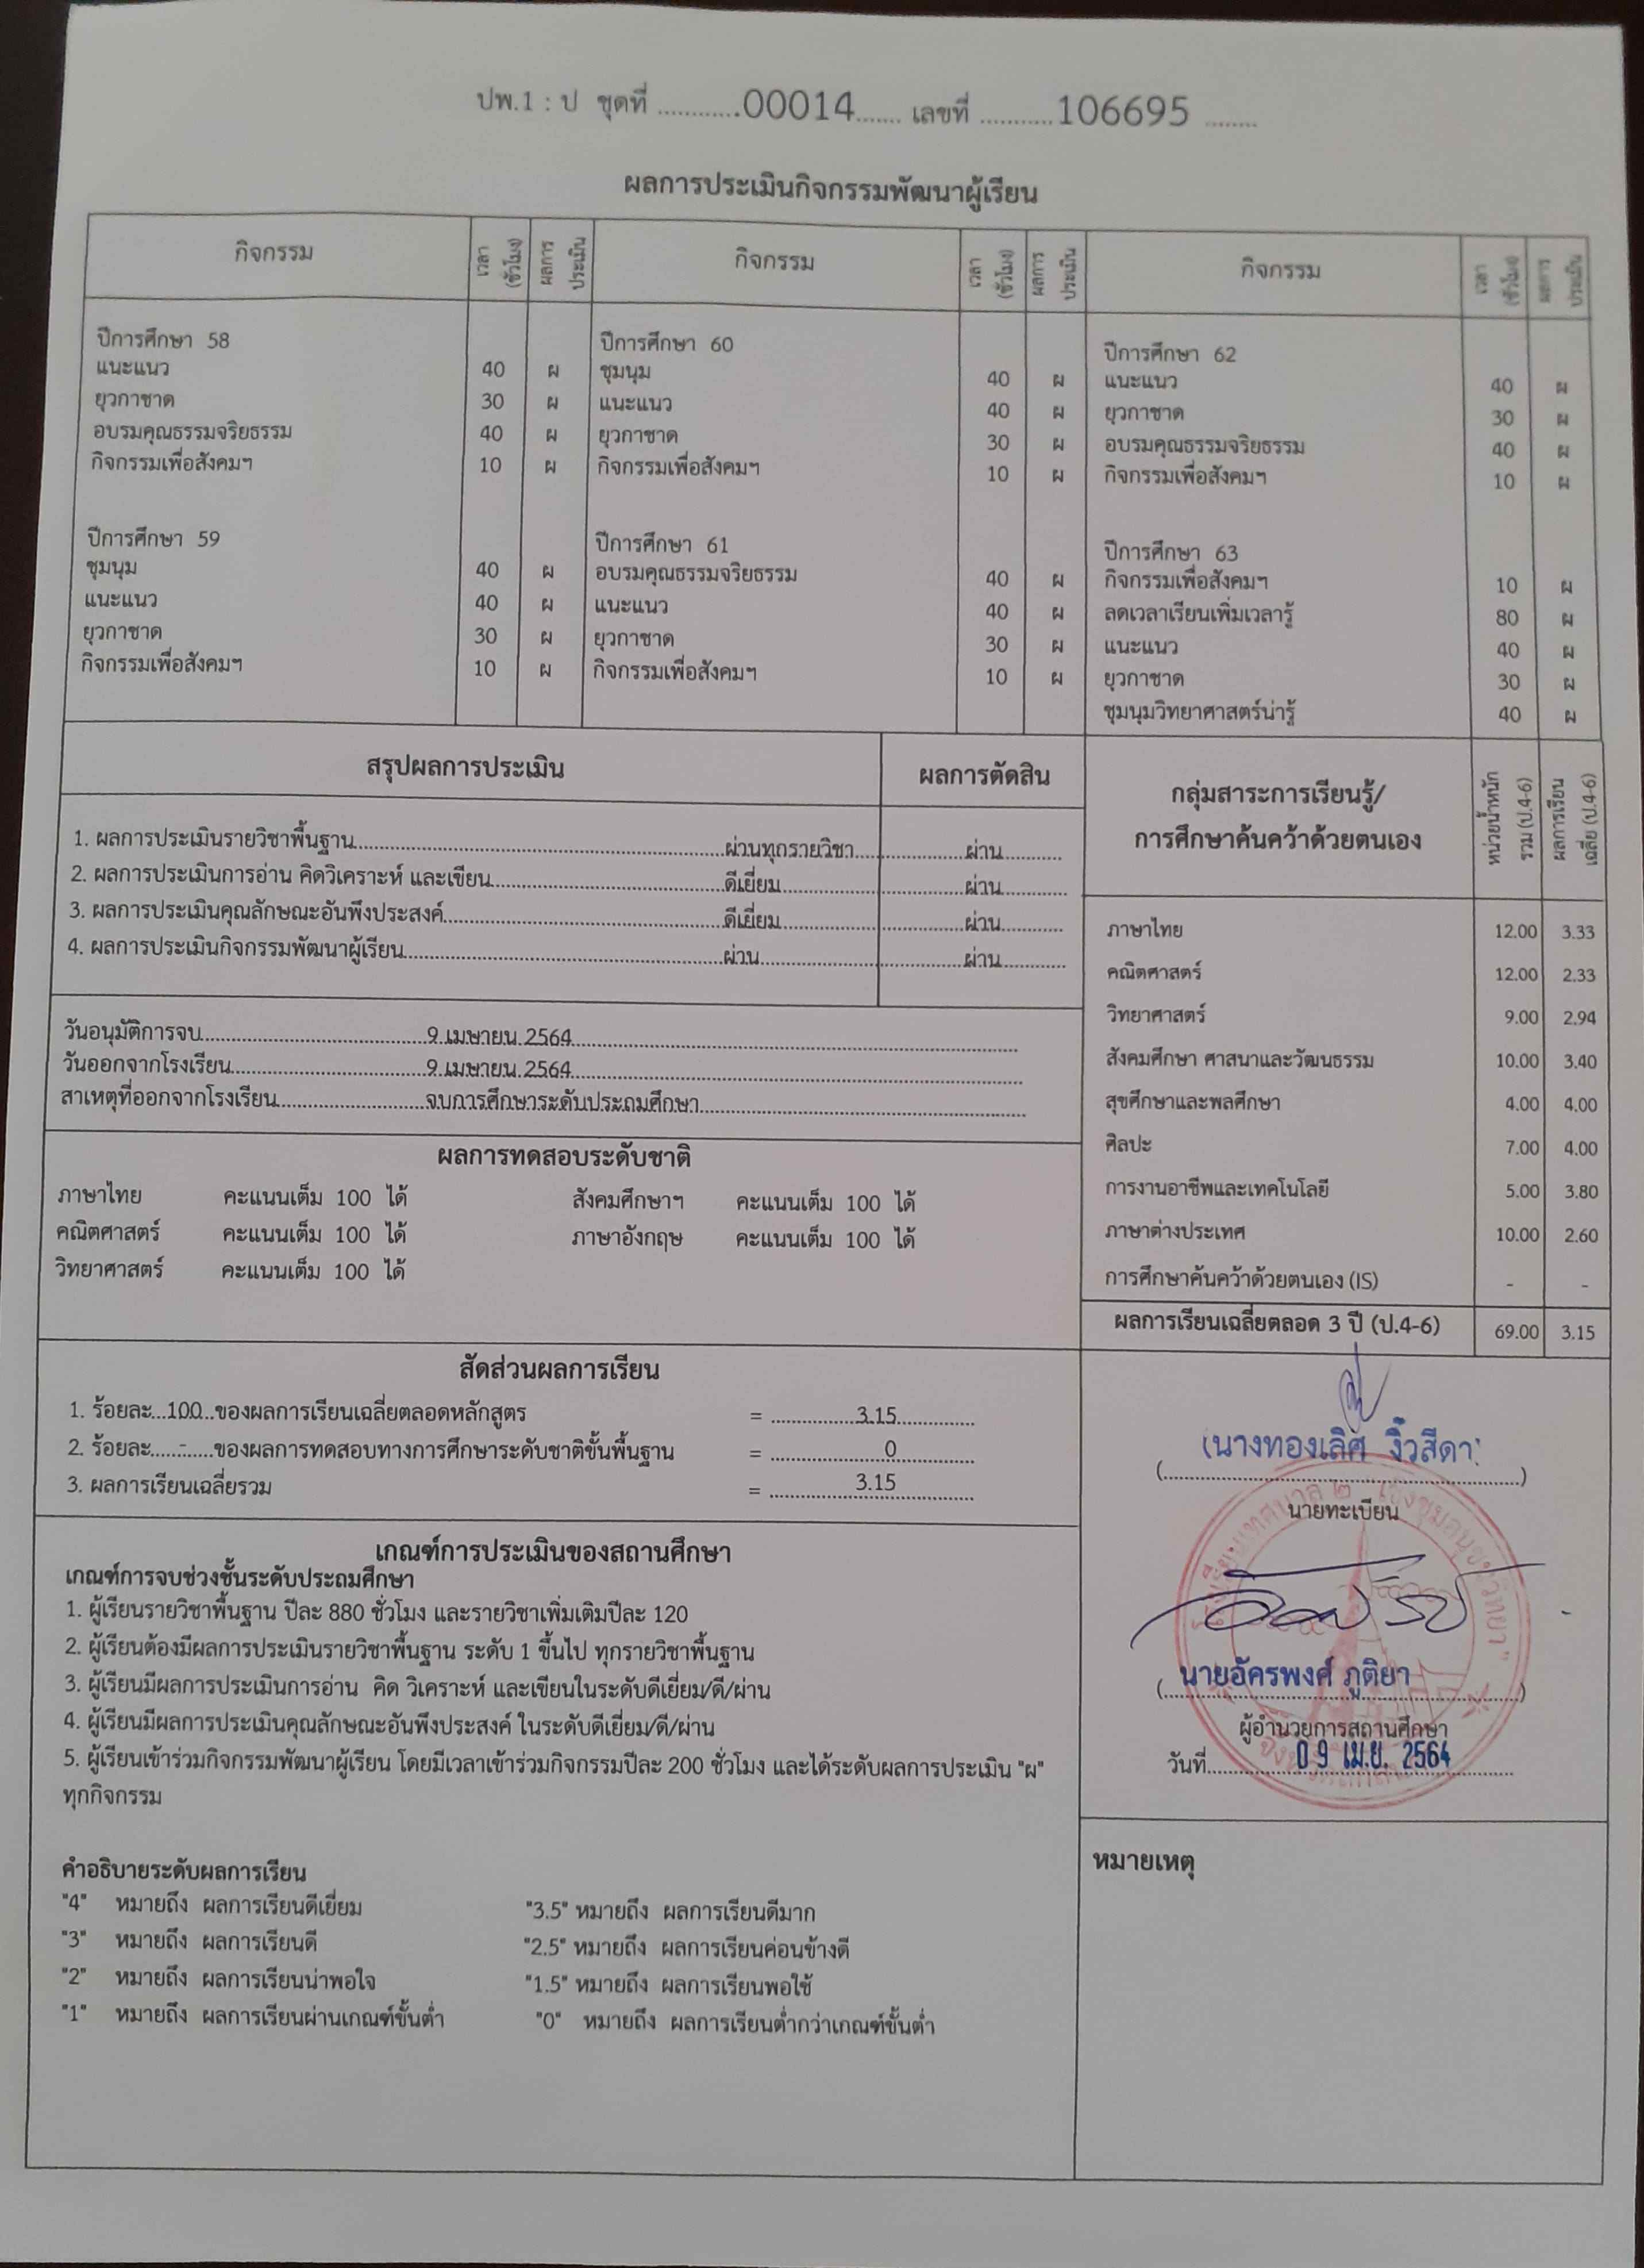 ปพ.1 : ป ชุดที่ ............00014....... เลขที่ ...........106695 ........
ผลการประเมินกิจกรรมพัฒนาผู้เรียน
กิจกรรม เวลา (ชั่วโมง) ผลการประเมิน กิจกรรม เวลา (ชั่วโมง) ผลการประเมิน กิจกรรม เวลา (ชั่วโมง) ผลการประเมิน
ปีการศึกษา 58 ปีการศึกษา 60 ปีการศึกษา 62
แนะแนว 40 ผ ชุมนุม 40 ผ แนะแนว 40 ผ
ยุวกาชาด 30 ผ แนะแนว 40 ผ ยุวกาชาด 30 ผ
อบรมคุณธรรมจริยธรรม 40 ผ ยุวกาชาด 30 ผ อบรมคุณธรรมจริยธรรม 40 ผ
กิจกรรมเพื่อสังคมฯ 10 ผ กิจกรรมเพื่อสังคมฯ 10 ผ กิจกรรมเพื่อสังคมฯ 10 ผ
ปีการศึกษา 59 ปีการศึกษา 61 ปีการศึกษา 63
ชุมนุม 40 ผ อบรมคุณธรรมจริยธรรม 40 ผ กิจกรรมเพื่อสังคมฯ 10 ผ
แนะแนว 40 ผ แนะแนว 40 ผ ลดเวลาเรียนเพิ่มเวลารู้ 80 ผ
ยุวกาชาด 30 ผ ยุวกาชาด 30 ผ แนะแนว 40 ผ
กิจกรรมเพื่อสังคมฯ 10 ผ กิจกรรมเพื่อสังคมฯ 10 ผ ยุวกาชาด 30 ผ
ชุมนุมวิทยาศาสตร์น่ารู้ 40 ผ
สรุปผลการประเมิน ผลการตัดสิน
1. ผลการประเมินรายวิชาพื้นฐาน ผ่านทุกรายวิชา ผ่าน
2. ผลการประเมินการอ่าน คิดวิเคราะห์ และเขียน ดีเยี่ยม ผ่าน
3. ผลการประเมินคุณลักษณะอันพึงประสงค์ ดีเยี่ยม ผ่าน
4. ผลการประเมินกิจกรรมพัฒนาผู้เรียน ผ่าน ผ่าน
วันอนุมัติการจบ 9 เมษายน 2564
วันออกจากโรงเรียน 9 เมษายน 2564
สาเหตุที่ออกจากโรงเรียน จบการศึกษาระดับประถมศึกษา
ผลการทดสอบระดับชาติ
ภาษาไทย คะแนนเต็ม 100 ได้ สังคมศึกษาฯ คะแนนเต็ม 100 ได้
คณิตศาสตร์ คะแนนเต็ม 100 ได้ ภาษาอังกฤษ คะแนนเต็ม 100 ได้
วิทยาศาสตร์ คะแนนเต็ม 100 ได้
กลุ่มสาระการเรียนรู้/
การศึกษาค้นคว้าด้วยตนเอง
หน่วยน้ำหนัก รวม (ป.4-6) ผลการเรียน เฉลี่ย (ป.4-6)
ภาษาไทย 12.00 3.33
คณิตศาสตร์ 12.00 2.33
วิทยาศาสตร์ 9.00 2.94
สังคมศึกษา ศาสนาและวัฒนธรรม 10.00 3.40
สุขศึกษาและพลศึกษา 4.00 4.00
ศิลปะ 7.00 4.00
การงานอาชีพและเทคโนโลยี 5.00 3.80
ภาษาต่างประเทศ 10.00 2.60
การศึกษาค้นคว้าด้วยตนเอง (IS) - -
ผลการเรียนเฉลี่ยตลอด 3 ปี (ป.4-6) 69.00 3.15
สัดส่วนผลการเรียน
1. ร้อยละ...100...ของผลการเรียนเฉลี่ยตลอดหลักสูตร = 3.15
2. ร้อยละ......-......ของผลการทดสอบทางการศึกษาระดับชาติขั้นพื้นฐาน = 0
3. ผลการเรียนเฉลี่ยรวม = 3.15
เกณฑ์การประเมินของสถานศึกษา
เกณฑ์การจบช่วงชั้นระดับประถมศึกษา
1. ผู้เรียนรายวิชาพื้นฐาน ปีละ 880 ชั่วโมง และรายวิชาเพิ่มเติมปีละ 120
2. ผู้เรียนต้องมีผลการประเมินรายวิชาพื้นฐาน ระดับ 1 ขึ้นไป ทุกรายวิชาพื้นฐาน
3. ผู้เรียนมีผลการประเมินการอ่าน คิด วิเคราะห์ และเขียนในระดับดีเยี่ยม/ดี/ผ่าน
4. ผู้เรียนมีผลการประเมินคุณลักษณะอันพึงประสงค์ ในระดับดีเยี่ยม/ดี/ผ่าน
5. ผู้เรียนเข้าร่วมกิจกรรมพัฒนาผู้เรียน โดยมีเวลาเข้าร่วมกิจกรรมปีละ 200 ชั่วโมง และได้ระดับผลการประเมิน "ผ"
ทุกกิจกรรม
คำอธิบายระดับผลการเรียน
"4" หมายถึง ผลการเรียนดีเยี่ยม "3.5" หมายถึง ผลการเรียนดีมาก
"3" หมายถึง ผลการเรียนดี "2.5" หมายถึง ผลการเรียนค่อนข้างดี
"2" หมายถึง ผลการเรียนน่าพอใจ "1.5" หมายถึง ผลการเรียนพอใช้
"1" หมายถึง ผลการเรียนผ่านเกณฑ์ขั้นต่ำ "0" หมายถึง ผลการเรียนต่ำกว่าเกณฑ์ขั้นต่ำ
(นางทองเลิศ งิ้วสีดา
นายทะเบียน
(นายอัครพงศ์ ภูติยา)
ผู้อำนวยการสถานศึกษา
วันที่ 09 เม.ย. 2564
หมายเหตุ